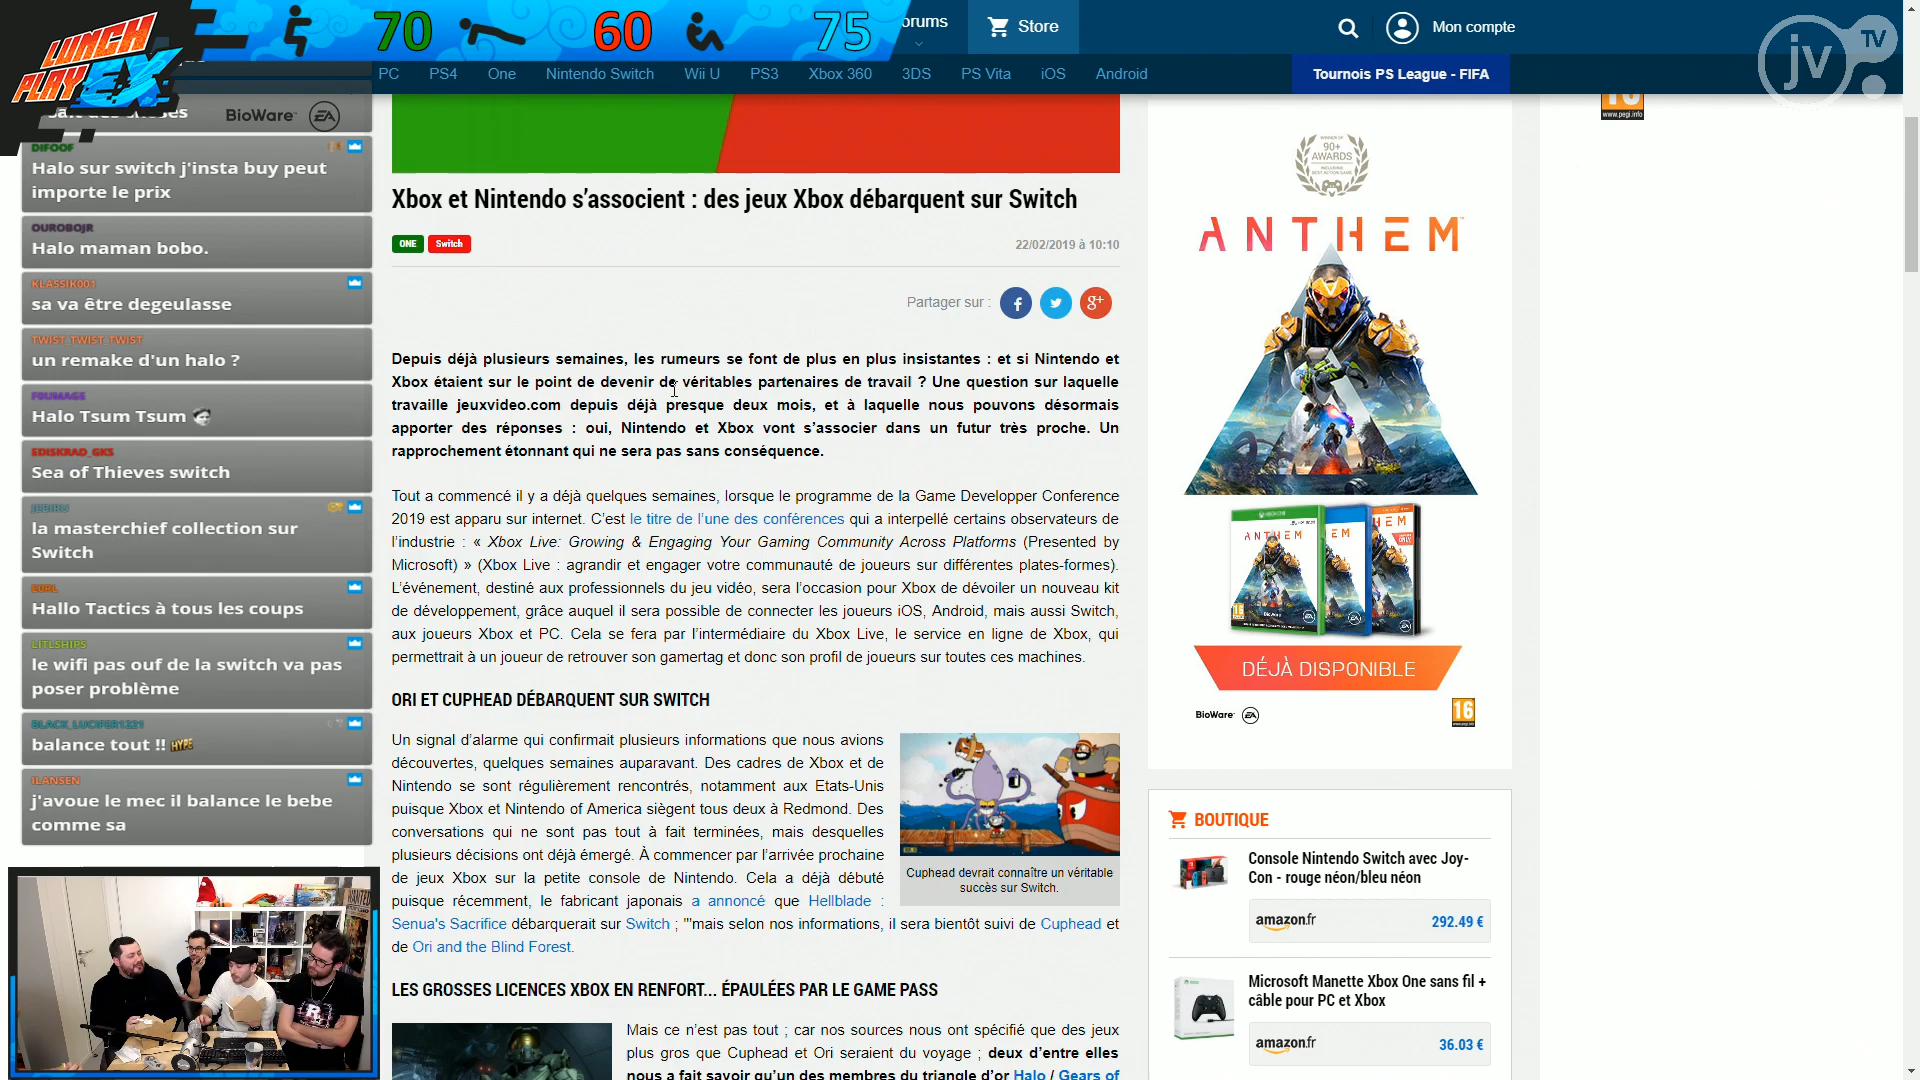 LUNCH
PLAY
EX
70
60
75
orums
Store
Mon compte
jv
TV
PC
PS4
One
Nintendo Switch
Wii U
PS3
Xbox 360
3DS
PS Vita
iOS
Android
Tournois PS League - FIFA
BioWare
EA
www.pegi.info
DIFOOF
Halo sur switch j'insta buy peut
importe le prix
OUROBOJR
Halo maman bobo.
KLASSIK001
sa va être degeulasse
TWIST_TWIST_TWIST
un remake d'un halo ?
FOUMAGE
Halo Tsum Tsum
EDISKRAD_GKS
Sea of Thieves switch
la masterchief collection sur
Switch
Hallo Tactics à tous les coups
LITLSHIPS
le wifi pas ouf de la switch va pas
poser problème
BLACK_LUCIFER1221
balance tout !! HYPE
ILANSEN
j'avoue le mec il balance le bebe
comme sa
Xbox et Nintendo s’associent : des jeux Xbox débarquent sur Switch
ONE
Switch
22/02/2019 à 10:10
Partager sur :
Depuis déjà plusieurs semaines, les rumeurs se font de plus en plus insistantes : et si Nintendo et
Xbox étaient sur le point de devenir de véritables partenaires de travail ? Une question sur laquelle
travaille jeuxvideo.com depuis déjà presque deux mois, et à laquelle nous pouvons désormais
apporter des réponses : oui, Nintendo et Xbox vont s’associer dans un futur très proche. Un
rapprochement étonnant qui ne sera pas sans conséquence.
Tout a commencé il y a déjà quelques semaines, lorsque le programme de la Game Developper Conference
2019 est apparu sur internet. C’est le titre de l’une des conférences qui a interpellé certains observateurs de
l’industrie : « Xbox Live: Growing & Engaging Your Gaming Community Across Platforms (Presented by
Microsoft) » (Xbox Live : agrandir et engager votre communauté de joueurs sur différentes plates-formes).
L’événement, destiné aux professionnels du jeu vidéo, sera l’occasion pour Xbox de dévoiler un nouveau kit
de développement, grâce auquel il sera possible de connecter les joueurs iOS, Android, mais aussi Switch,
aux joueurs Xbox et PC. Cela se fera par l’intermédiaire du Xbox Live, le service en ligne de Xbox, qui
permettrait à un joueur de retrouver son gamertag et donc son profil de joueurs sur toutes ces machines.
ORI ET CUPHEAD DÉBARQUENT SUR SWITCH
Un signal d’alarme qui confirmait plusieurs informations que nous avions
découvertes, quelques semaines auparavant. Des cadres de Xbox et de
Nintendo se sont régulièrement rencontrés, notamment aux Etats-Unis
puisque Xbox et Nintendo of America siègent tous deux à Redmond. Des
conversations qui ne sont pas tout à fait terminées, mais desquelles
plusieurs décisions ont déjà émergé. À commencer par l’arrivée prochaine
de jeux Xbox sur la petite console de Nintendo. Cela a déjà débuté
puisque récemment, le fabricant japonais a annoncé que Hellblade :
Senua's Sacrifice débarquerait sur Switch ; '"mais selon nos informations, il sera bientôt suivi de Cuphead et
de Ori and the Blind Forest.
Cuphead devrait connaître un véritable
succès sur Switch.
LES GROSSES LICENCES XBOX EN RENFORT... ÉPAULÉES PAR LE GAME PASS
Mais ce n’est pas tout ; car nos sources nous ont spécifié que des jeux
plus gros que Cuphead et Ori seraient du voyage ; deux d’entre elles
nous a fait savoir qu’un des membres du triangle d’or Halo / Gears of
WINNER OF
90+
AWARDS
ANTHEM
ANTHEM
DÉJÀ DISPONIBLE
BioWare
EA
16
BOUTIQUE
Console Nintendo Switch avec Joy-
Con - rouge néon/bleu néon
amazon.fr
292.49 €
Microsoft Manette Xbox One sans fil +
câble pour PC et Xbox
amazon.fr
36.03 €